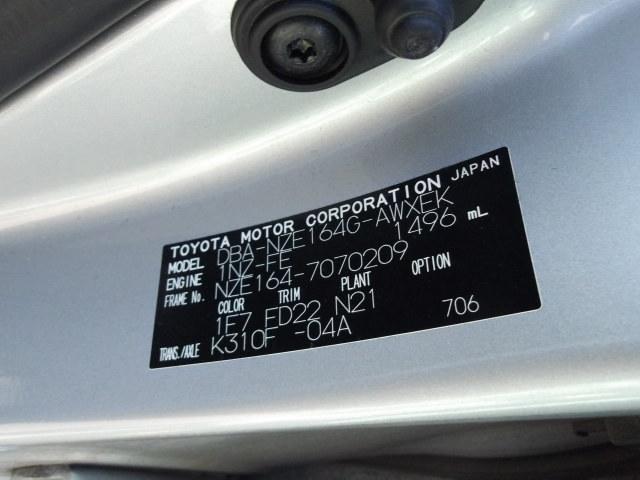 TOYOTA MOTOR CORPORATION JAPAN
MODEL DBA-NZE164G-AWXEK
ENGINE 1NZ-FE 1496 mL
FRAME No. NZE164-7070209
COLOR TRIM PLANT OPTION
1E7 FD22 N21
TRANS./AXLE K310F -04A 706